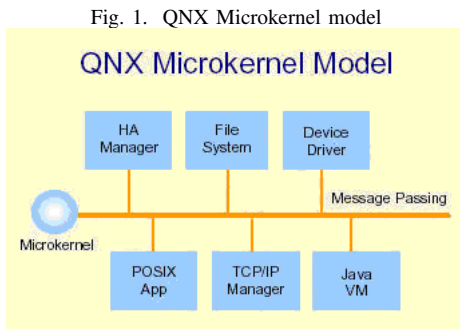 Fig. 1. QNX Microkernel model
QNX Microkernel Model
HA
Manager
File
System
Device
Driver
Message Passing
Microkernel
POSIX
App
TCP/IP
Manager
Java
VM